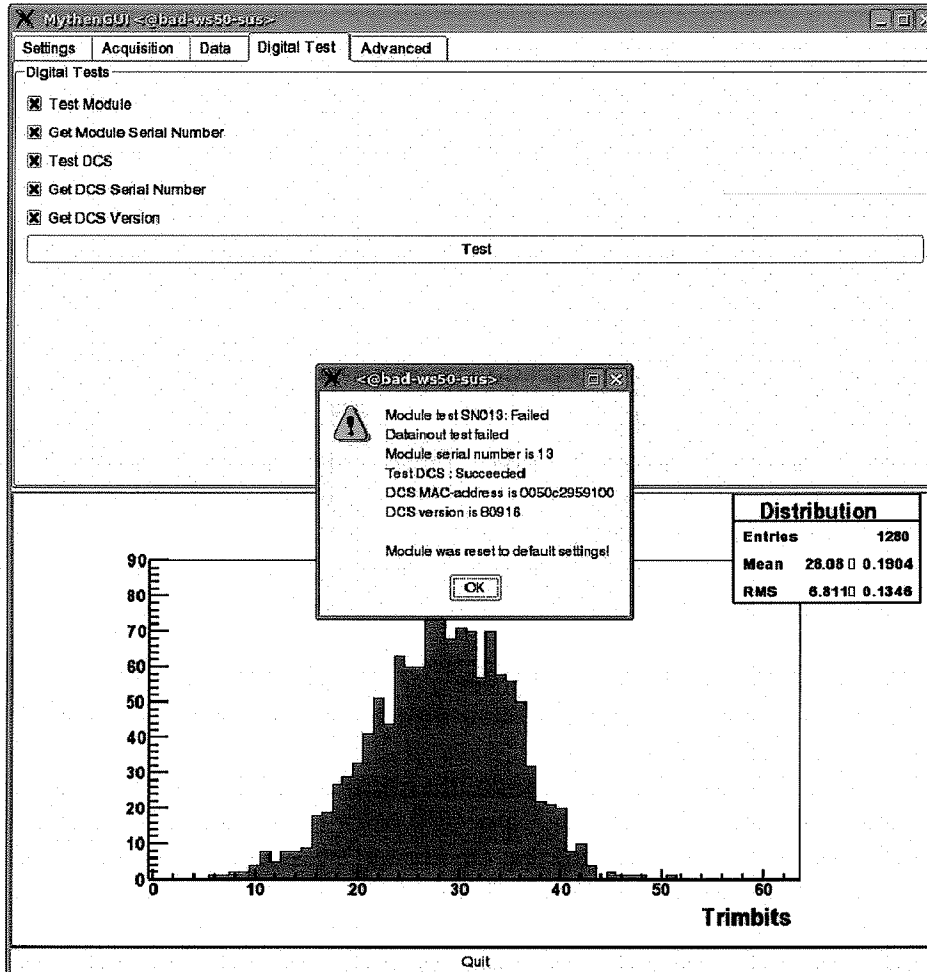 MythenGUI <@bad-ws50-sus>
Settings Acquisition Data Digital Test Advanced
Digital Tests
Test Module
Get Module Serial Number
Test DCS
Get DCS Serial Number
Get DCS Version
Test
<@bad-ws50-sus>
Module test SN013: Failed
Datainout test failed
Module serial number is 13
Test DCS : Succeeded
DCS MAC-address is 0050c2959100
DCS version is B0916
Module was reset to default settings!
OK
Distribution
Entries 1280
Mean 28.08 ▯ 0.1904
RMS 6.811▯ 0.1346
90
80
70
60
50
40
30
20
10
0
0 10 20 30 40 50 60
Trimbits
Quit